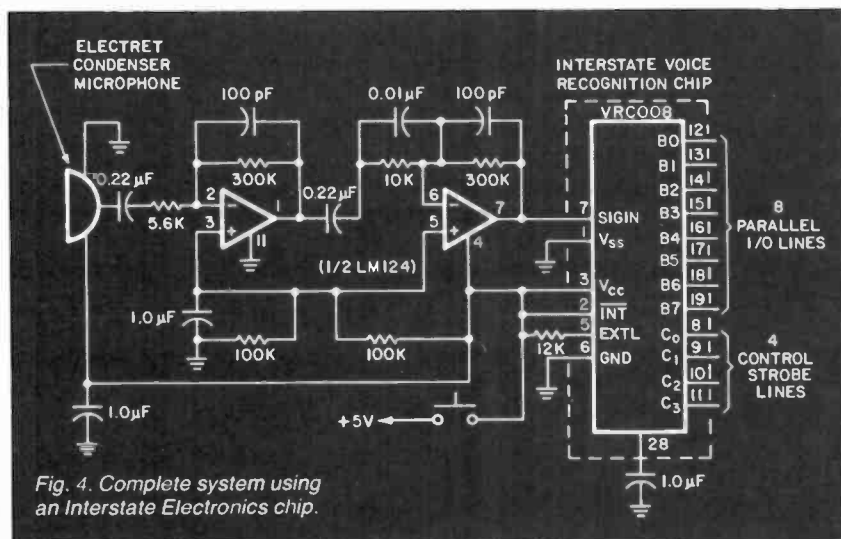 ELECTRET
CONDENSER
MICROPHONE
100 pF
0.01µF
100 pF
INTERSTATE VOICE
RECOGNITION CHIP
VRC008
0.22µF
5.6K
300K
2
3
1
11
0.22µF
10K
300K
6
5
7
4
(1/2 LM124)
1.0µF
100K
100K
1.0µF
+5V
12K
7 SIGIN
1 VSS
3 VCC
2 INT
5 EXTL
6 GND
B0 12
B1 13
B2 14
B3 15
B4 16
B5 17
B6 18
B7 19
C0 8
C1 9
C2 10
C3 11
8
PARALLEL
I/O LINES
4
CONTROL
STROBE
LINES
28
1.0µF
Fig. 4. Complete system using
an Interstate Electronics chip.